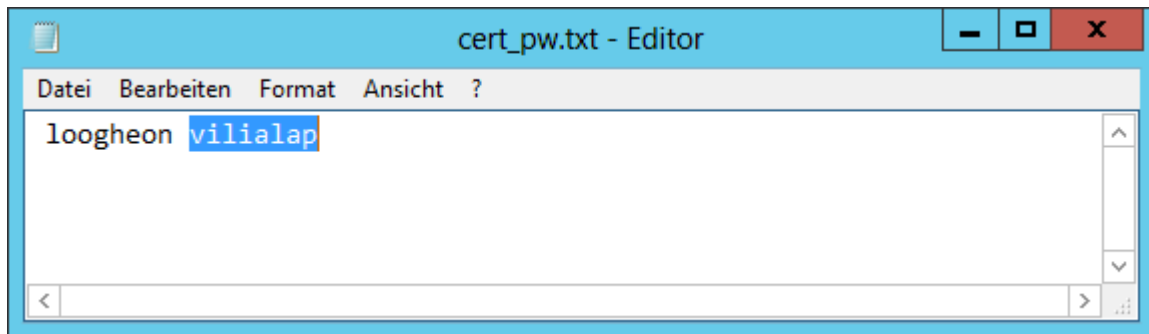 cert_pw.txt - Editor
Datei Bearbeiten Format Ansicht ?
loogheon vilialap